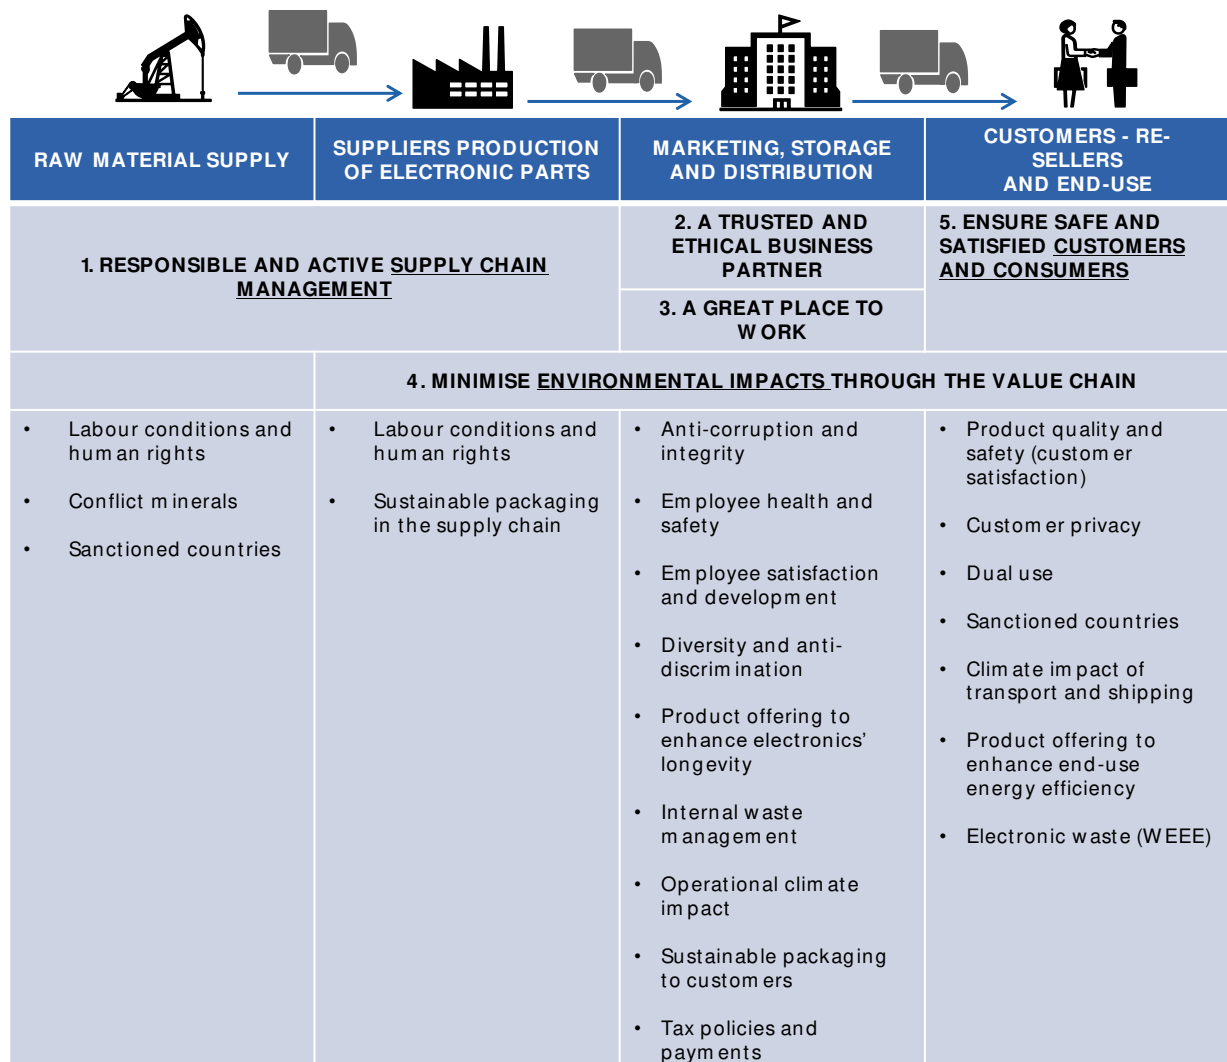 RAW MATERIAL SUPPLY
SUPPLIERS PRODUCTION
OF ELECTRONIC PARTS
MARKETING, STORAGE
AND DISTRIBUTION
CUSTOMERS - RE-
SELLERS
AND END-USE
1. RESPONSIBLE AND ACTIVE SUPPLY CHAIN
MANAGEMENT
2. A TRUSTED AND
ETHICAL BUSINESS
PARTNER
3. A GREAT PLACE TO
WORK
5. ENSURE SAFE AND
SATISFIED CUSTOMERS
AND CONSUMERS
4. MINIMISE ENVIRONMENTAL IMPACTS THROUGH THE VALUE CHAIN
• Labour conditions and
human rights
• Conflict minerals
• Sanctioned countries
• Labour conditions and
human rights
• Sustainable packaging
in the supply chain
• Anti-corruption and
integrity
• Employee health and
safety
• Employee satisfaction
and development
• Diversity and anti-
discrimination
• Product offering to
enhance electronics’
longevity
• Internal waste
management
• Operational climate
impact
• Sustainable packaging
to customers
• Tax policies and
payments
• Product quality and
safety (customer
satisfaction)
• Customer privacy
• Dual use
• Sanctioned countries
• Climate impact of
transport and shipping
• Product offering to
enhance end-use
energy efficiency
• Electronic waste (WEEE)